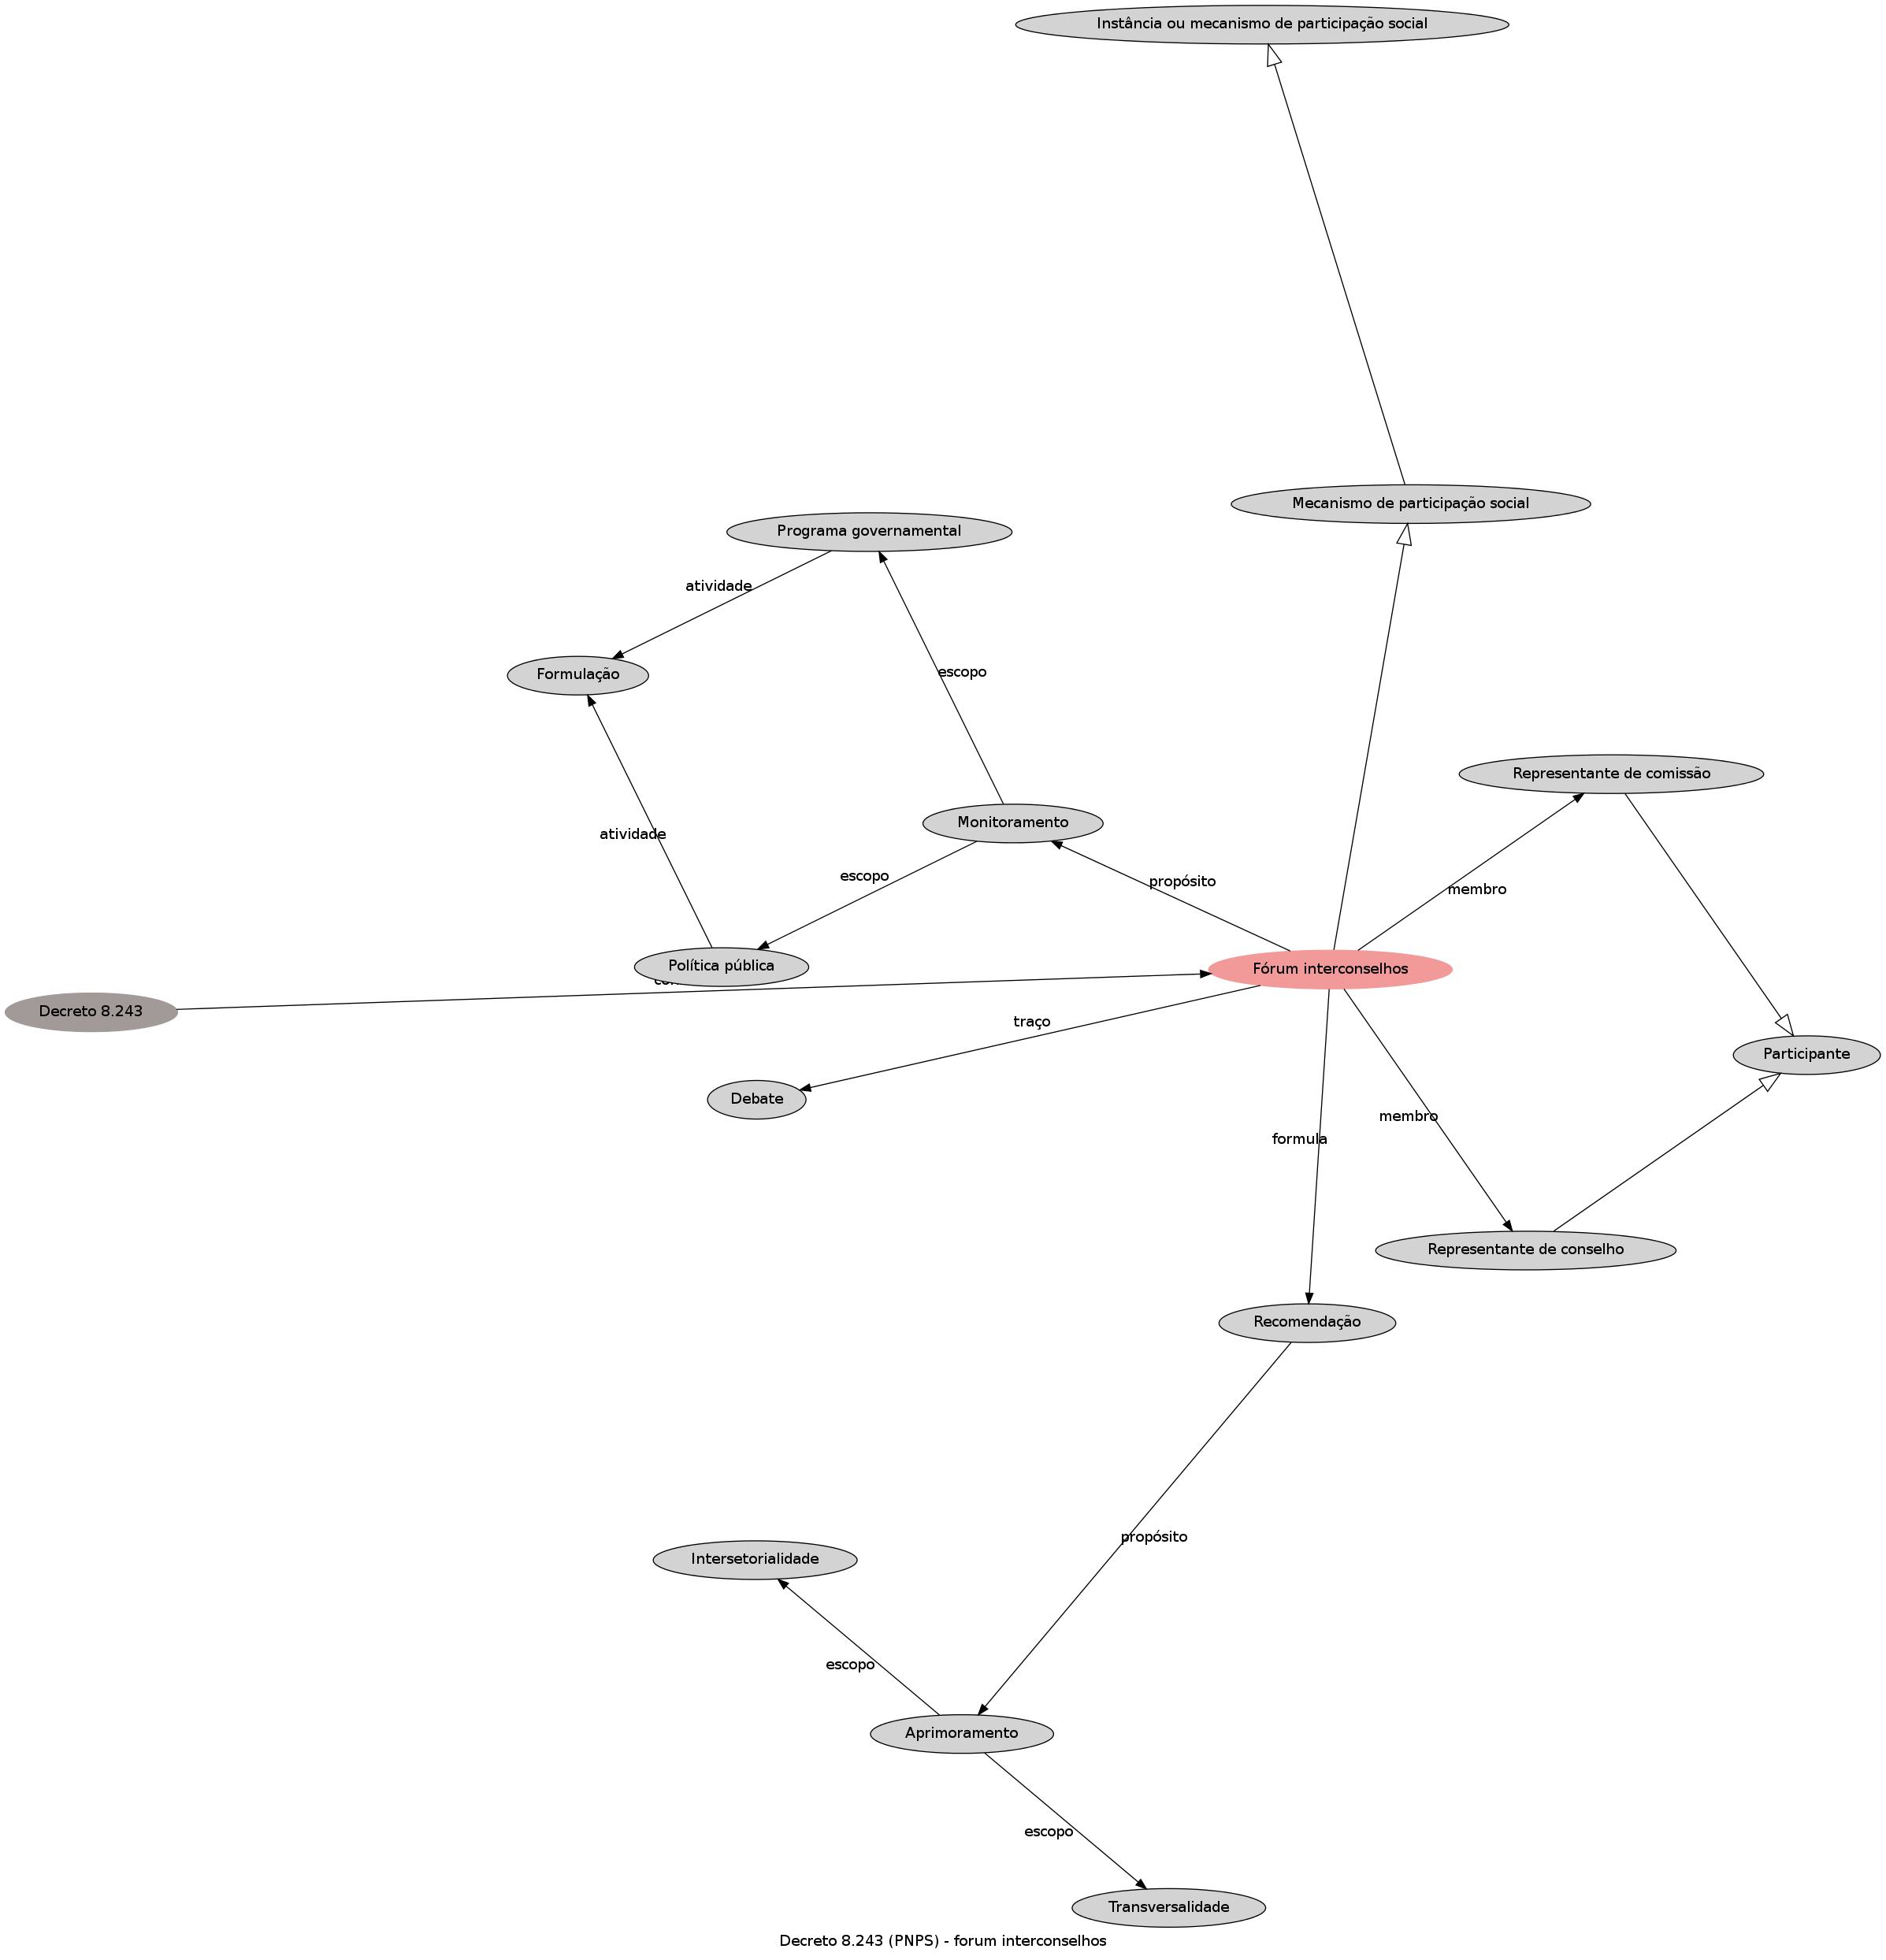 Instância ou mecanismo de participação social
Mecanismo de participação social
Programa governamental
atividade
Formulação
escopo
Representante de comissão
Monitoramento
atividade
escopo
propósito
membro
Política pública
Fórum interconselhos
Decreto 8.243
traço
Participante
Debate
membro
formula
Representante de conselho
Recomendação
propósito
Intersetorialidade
escopo
Aprimoramento
escopo
Transversalidade
Decreto 8.243 (PNPS) - forum interconselhos